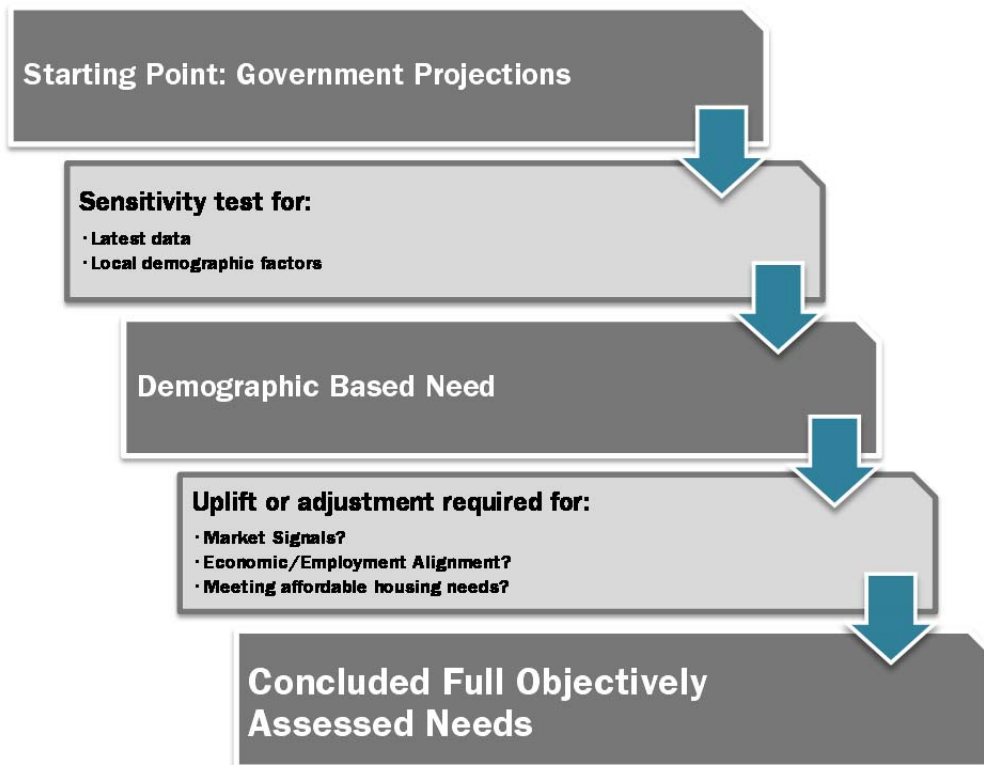 Starting Point: Government Projections
Sensitivity test for:
· Latest data
· Local demographic factors
Demographic Based Need
Uplift or adjustment required for:
· Market Signals?
· Economic/Employment Alignment?
· Meeting affordable housing needs?
Concluded Full Objectively
Assessed Needs